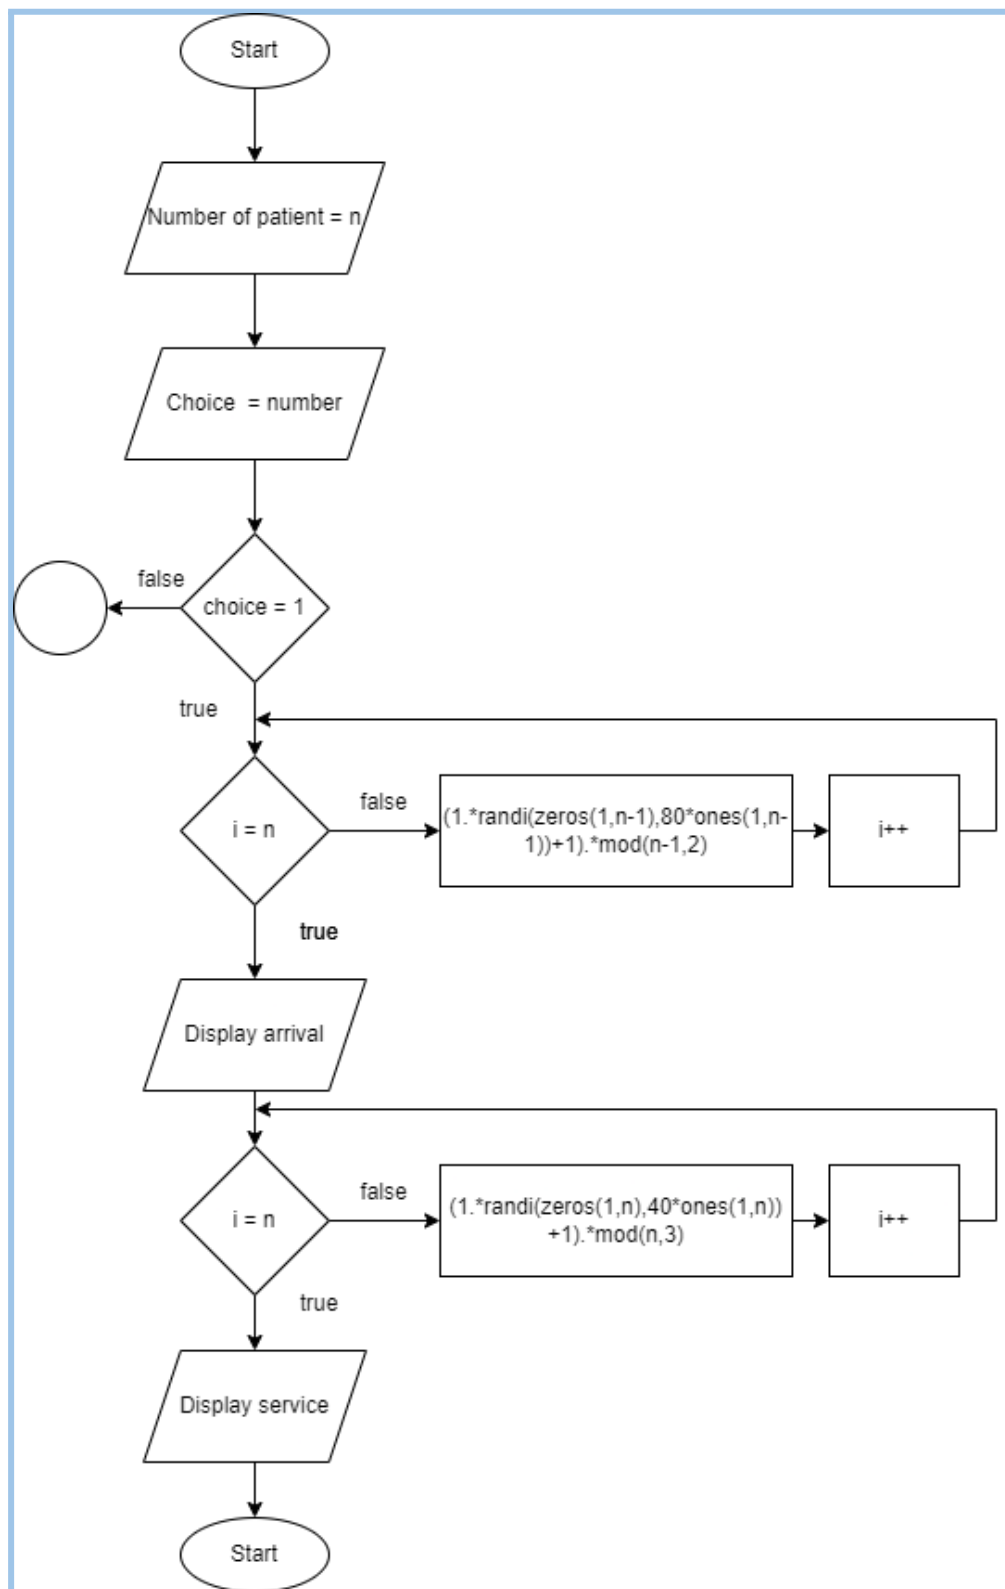 Start
Number of patient = n
Choice = number
false
choice = 1
true
false
i = n
(1.*randi(zeros(1,n-1),80*ones(1,n-
1))+1).*mod(n-1,2)
i++
true
Display arrival
false
i = n
(1.*randi(zeros(1,n),40*ones(1,n))
+1).*mod(n,3)
i++
true
Display service
Start